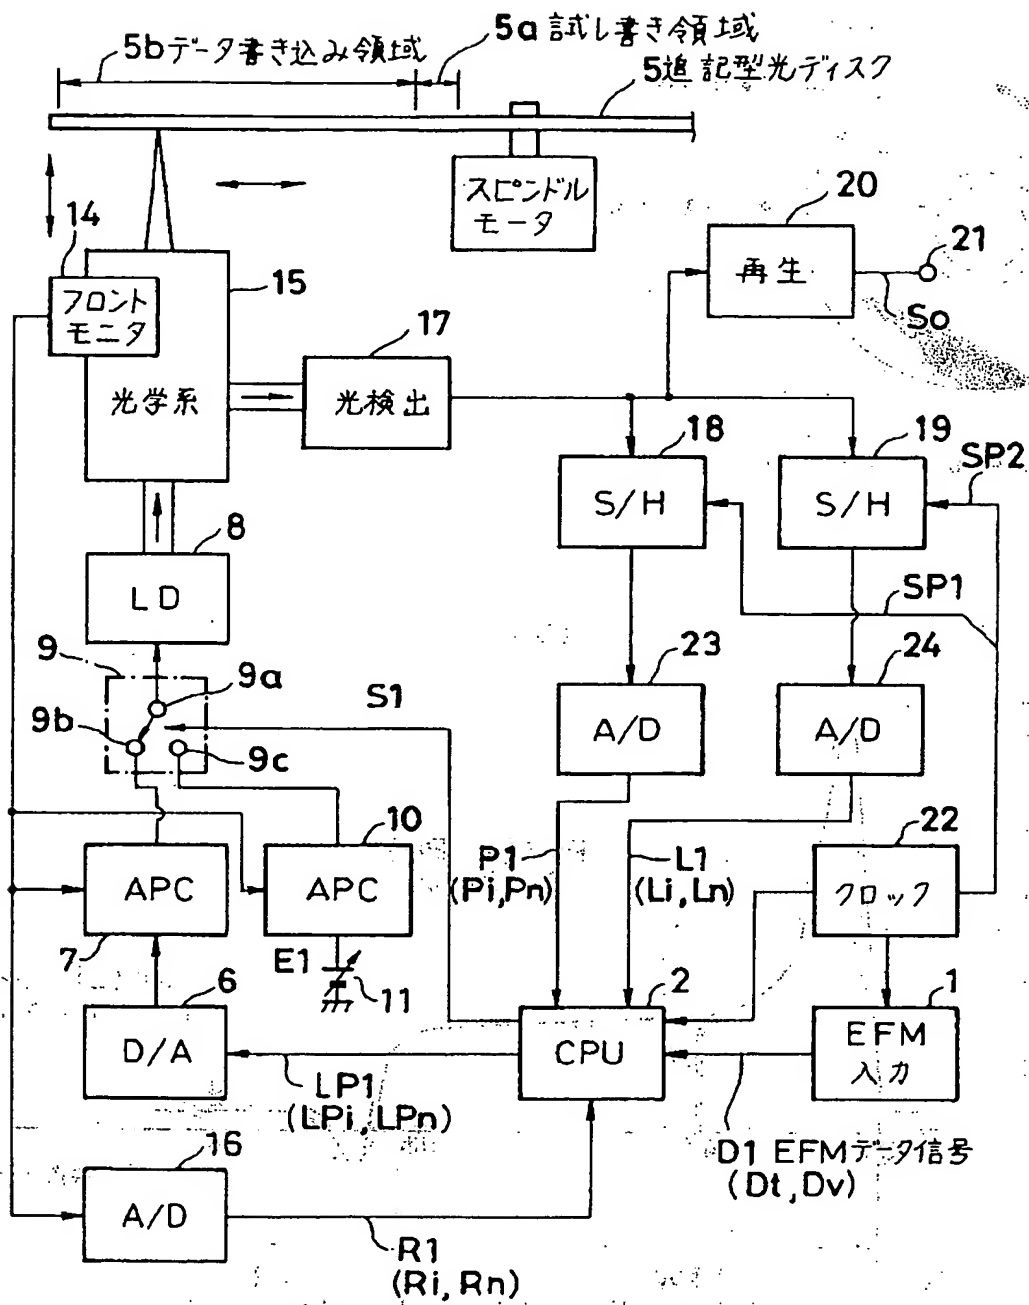 5a 試し書き領域
5bデータ書き込み領域
5追記型光ディスク
スピンドル
モータ
20
14
21
15
再生
フロント
モニタ
So
17
光学系
光検出
18
19
SP2
S/H
S/H
8
LD
SP1
9
23
24
9a
S1
9b
A/D
A/D
9c
10
22
P1
(Pi,Pn)
L1
(Li,Ln)
APC
APC
クロック
7
E1
11
6
2
1
D/A
CPU
EFM
入力
LP1
(LPi,LPn)
16
D1 EFMデータ信号
(Dt,Dv)
A/D
R1
(Ri,Rn)